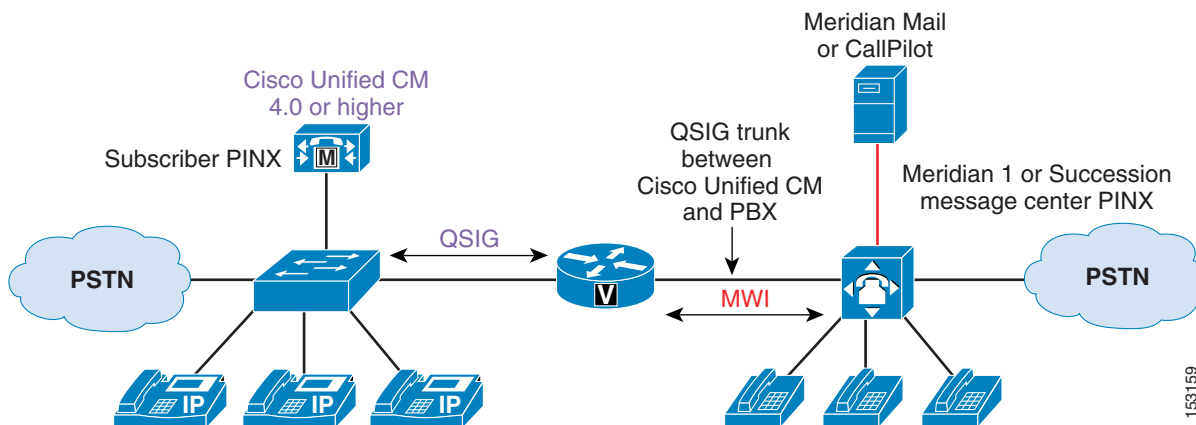 Meridian Mail
or CallPilot
Cisco Unified CM
4.0 or higher
QSIG trunk
between
Cisco Unified CM
and PBX
Subscriber PINX
M
Meridian 1 or Succession
message center PINX
PSTN
QSIG
V
MWI
PSTN
IP
IP
IP
153159